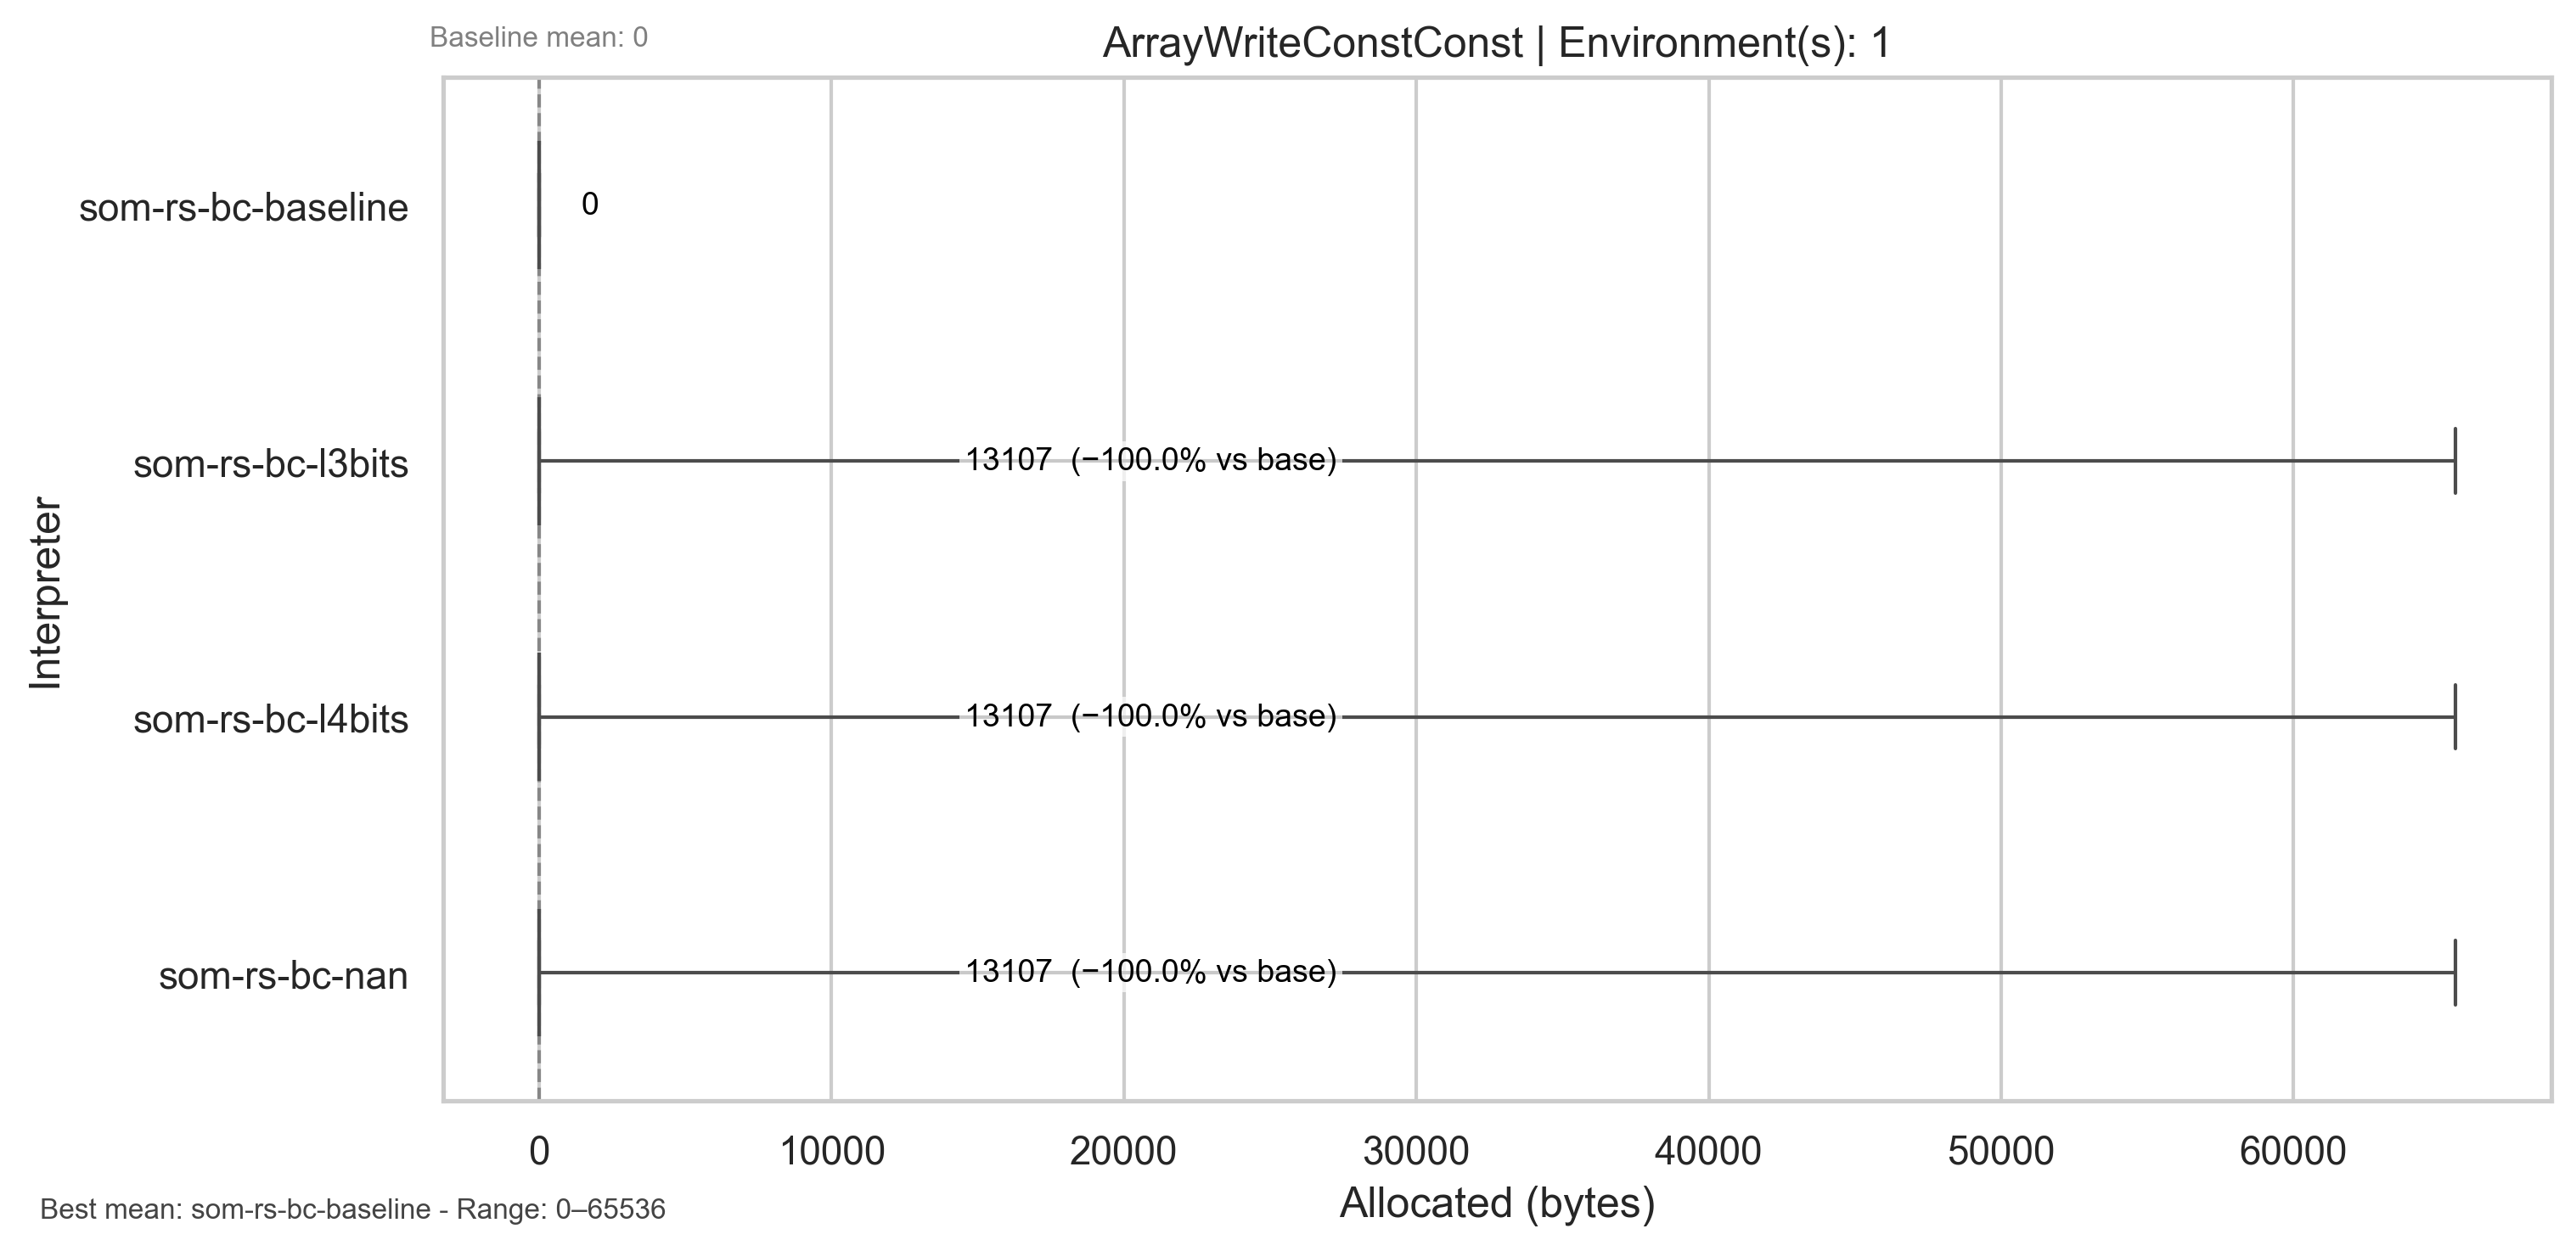 Baseline mean: 0
ArrayWriteConstConst | Environment(s): 1
som-rs-bc-baseline
0
som-rs-bc-l3bits
13107 (−100.0% vs base)
som-rs-bc-l4bits
13107 (−100.0% vs base)
som-rs-bc-nan
13107 (−100.0% vs base)
Interpreter
0 10000 20000 30000 40000 50000 60000
Allocated (bytes)
Best mean: som-rs-bc-baseline - Range: 0–65536